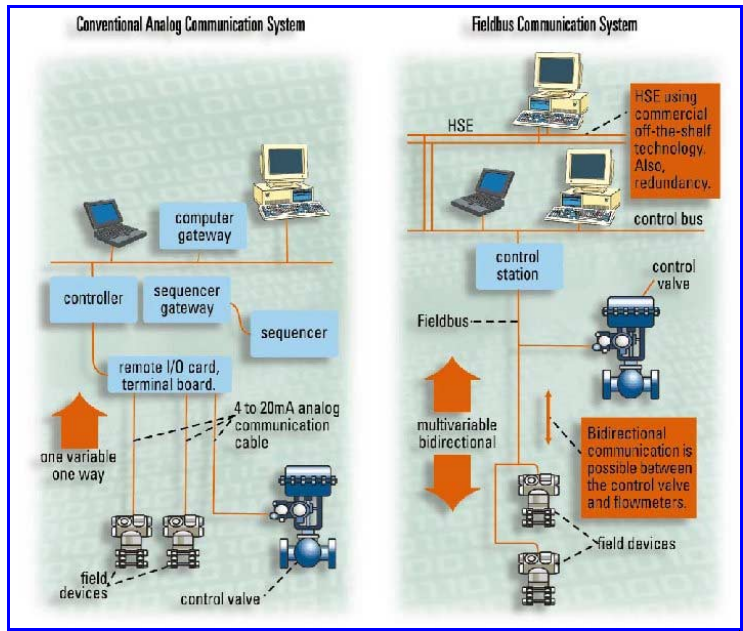 Conventional Analog Communication System
computer
gateway
controller
sequencer
gateway
sequencer
remote I/O card,
terminal board.
4 to 20mA analog
communication
cable
one variable
one way
field
devices
control valve
Fieldbus Communication System
HSE
HSE using
commercial
off-the-shelf
technology.
Also,
redundancy.
control bus
control
station
control
valve
Fieldbus
multivariable
bidirectional
Bidirectional
communication is
possible between
the control valve
and flowmeters.
field devices